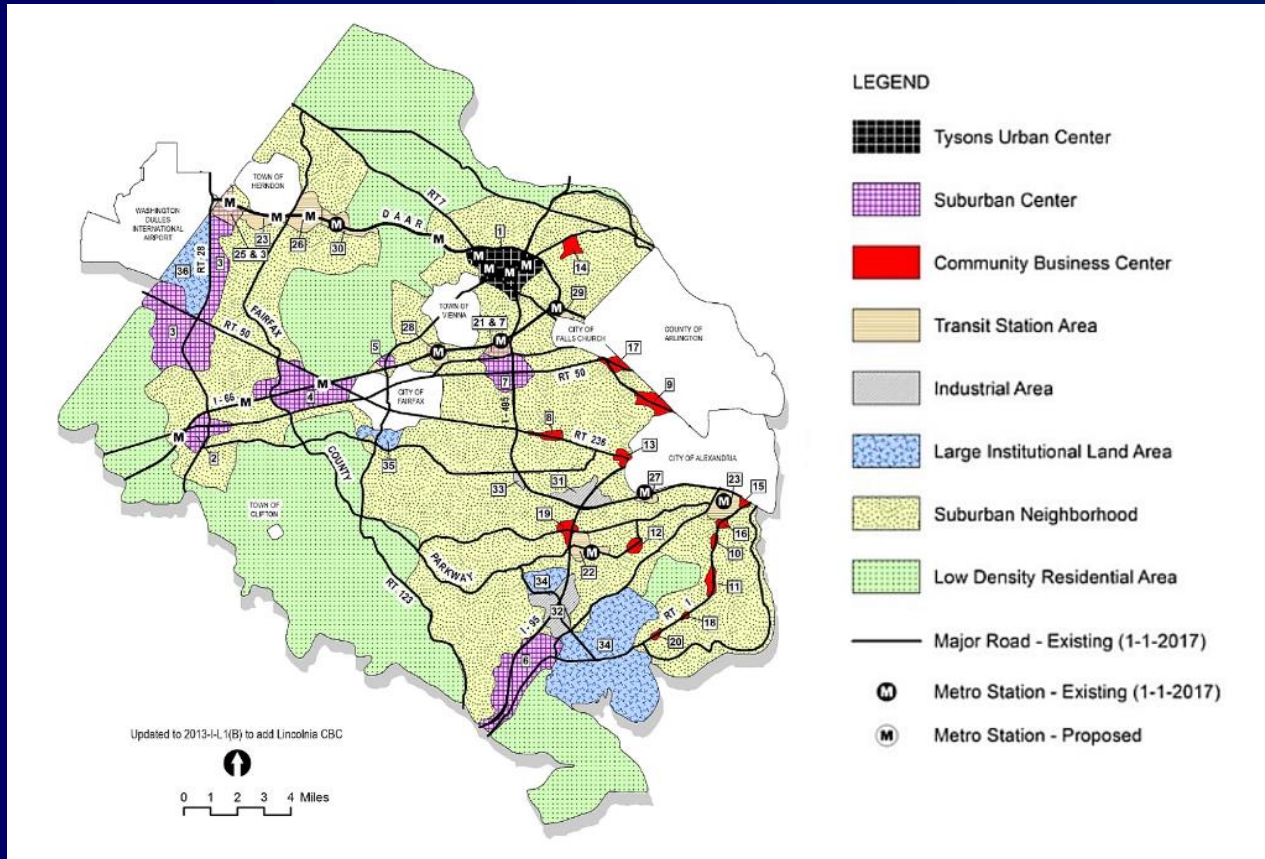 LEGEND
Tysons Urban Center
Suburban Center
Community Business Center
Transit Station Area
Industrial Area
Large Institutional Land Area
Suburban Neighborhood
Low Density Residential Area
Major Road - Existing (1-1-2017)
M Metro Station - Existing (1-1-2017)
M Metro Station - Proposed
TOWN OF
HERNDON
WASHINGTON
DULLES
INTERNATIONAL
AIRPORT
RT 7
DAAR
M
M
M
M
M
1
23
26
30
25 & 3
3
36
RT 28
M
M
M
M
14
29
M
TOWN OF
VIENNA
21 & 7
28
M
M
CITY OF
FALLS CHURCH
COUNTY OF
ARLINGTON
RT 50
FAIRFAX
3
5
17
7
RT 50
9
M
4
CITY OF
FAIRFAX
I - 495
I - 66
M
M
2
8
RT 236
13
CITY OF ALEXANDRIA
35
COUNTY
33
31
27
M
23
M
15
TOWN OF
CLIFTON
19
12
16
10
M
22
PARKWAY
11
34
RT 123
32
RT 1
18
20
I - 95
34
6
Updated to 2013-I-L1(B) to add Lincolnia CBC
0 1 2 3 4 Miles